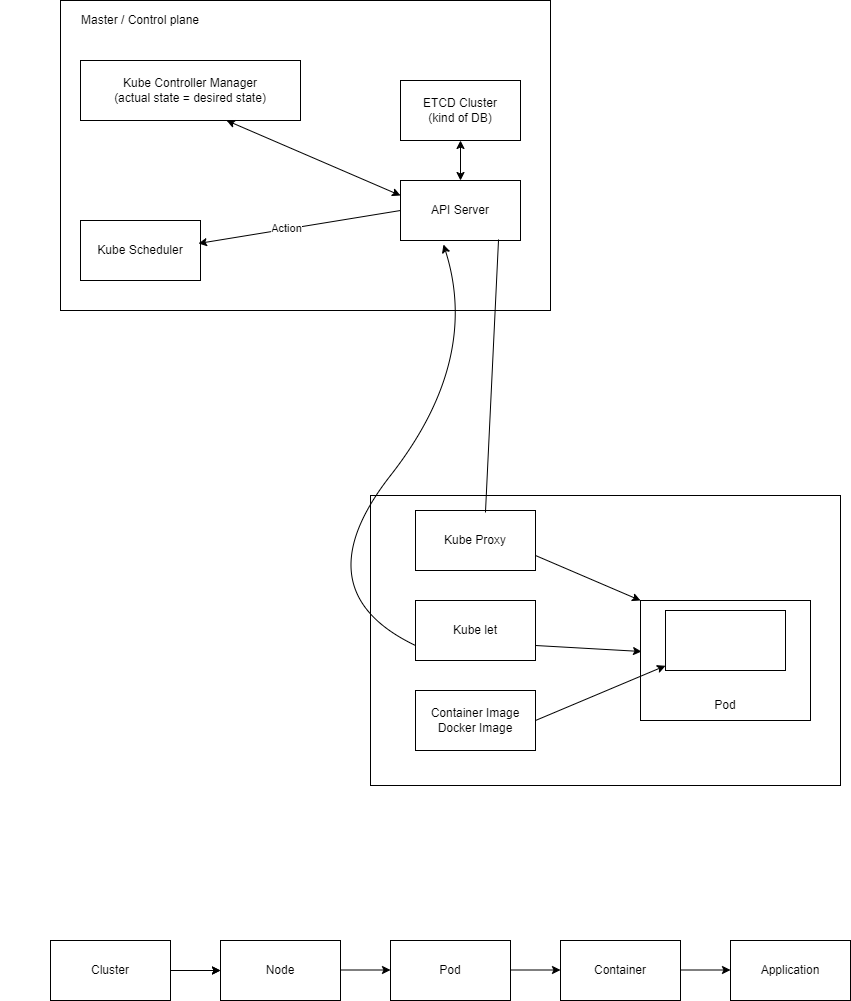 Master / Control plane
Kube Controller Manager
(actual state = desired state)
ETCD Cluster
(kind of DB)
API Server
Action
Kube Scheduler
Kube Proxy
Kube let
Container Image
Docker Image
Pod
Cluster
Node
Pod
Container
Application